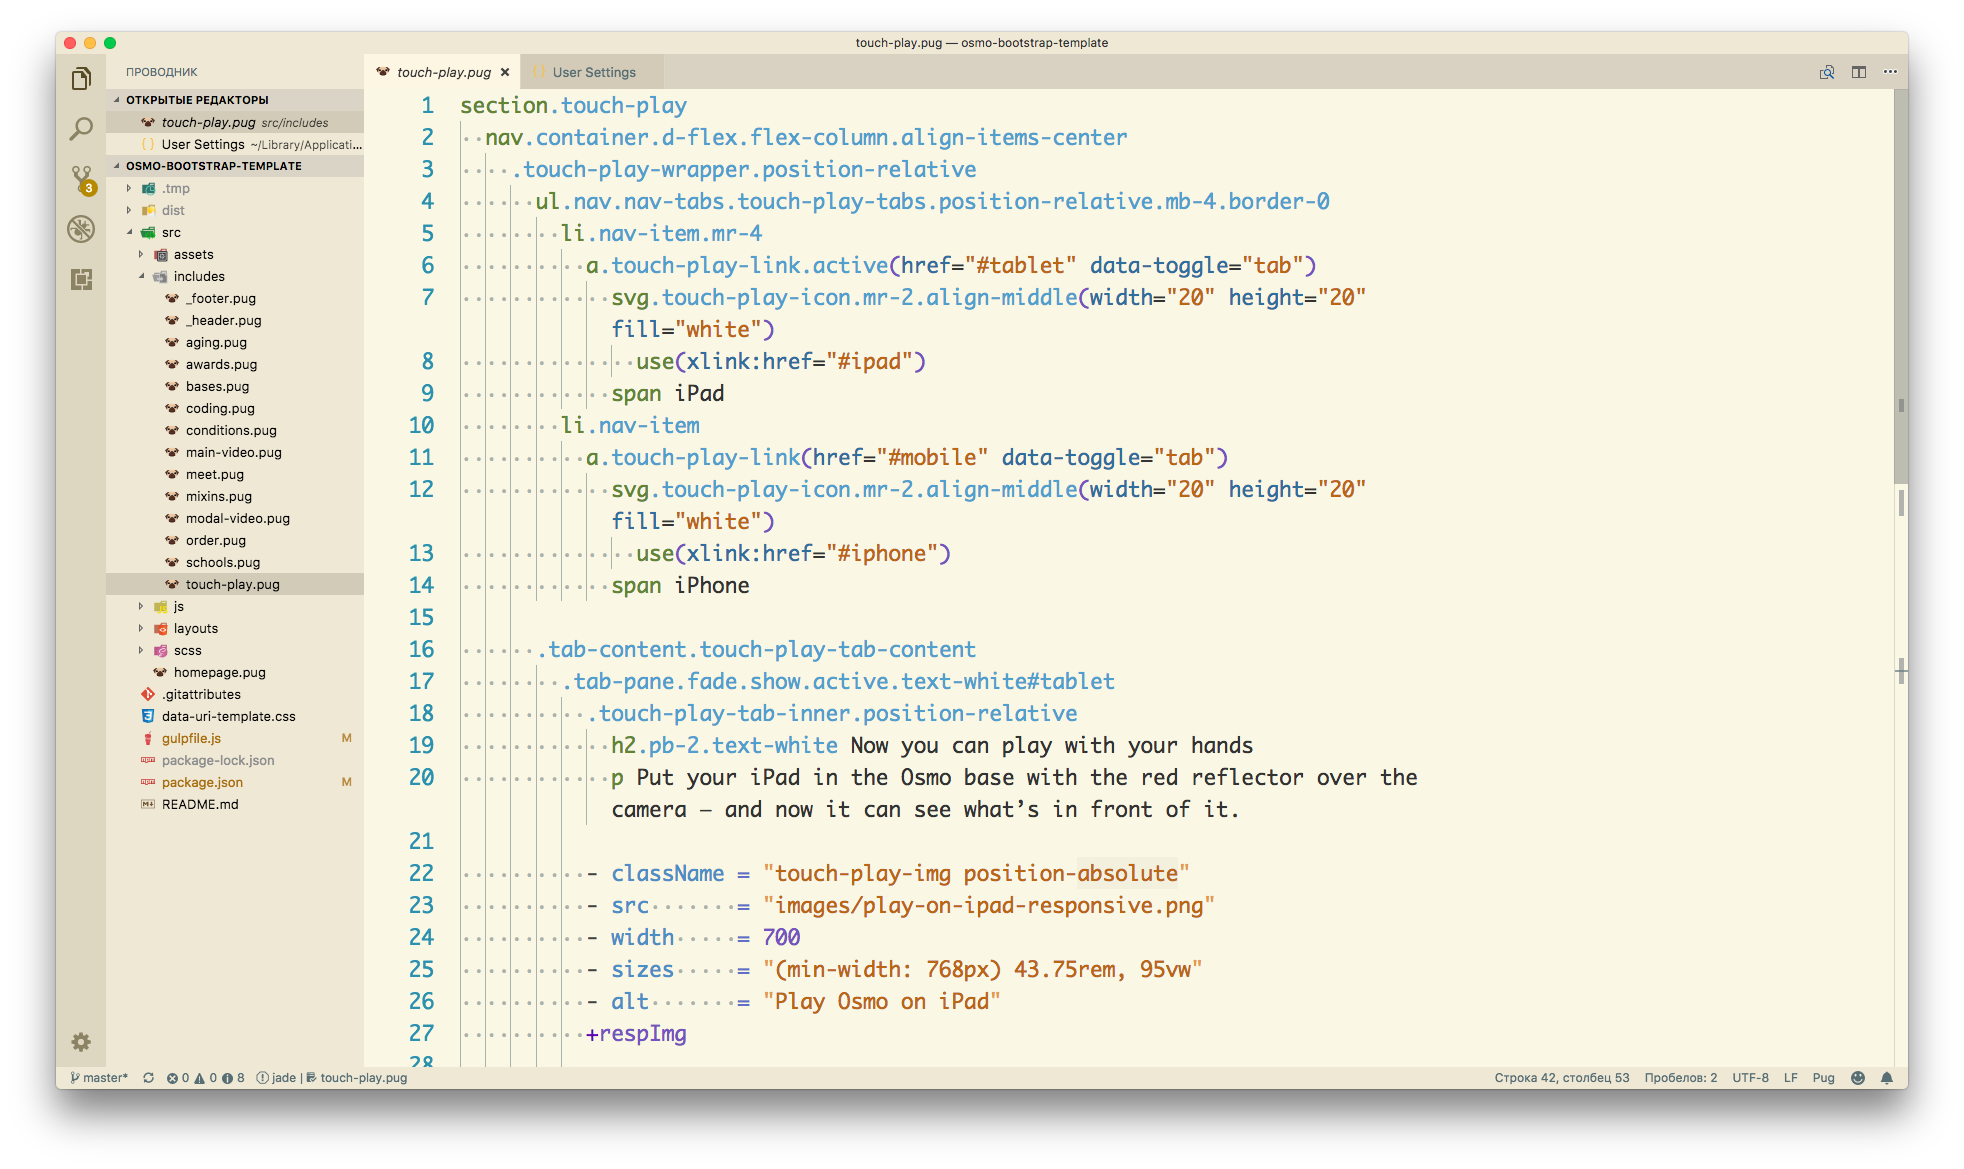 touch-play.pug — osmo-bootstrap-template
ПРОВОДНИК
ОТКРЫТЫЕ РЕДАКТОРЫ
touch-play.pug src/includes
User Settings ~/Library/Applicati...
OSMO-BOOTSTRAP-TEMPLATE
.tmp
dist
src
assets
includes
_footer.pug
_header.pug
aging.pug
awards.pug
bases.pug
coding.pug
conditions.pug
main-video.pug
meet.pug
mixins.pug
modal-video.pug
order.pug
schools.pug
touch-play.pug
js
layouts
scss
homepage.pug
.gitattributes
data-uri-template.css
gulpfile.js M
package-lock.json
package.json M
README.md
3
touch-play.pug × User Settings
1 section.touch-play
2 nav.container.d-flex.flex-column.align-items-center
3 .touch-play-wrapper.position-relative
4 ul.nav.nav-tabs.touch-play-tabs.position-relative.mb-4.border-0
5 li.nav-item.mr-4
6 a.touch-play-link.active(href="#tablet" data-toggle="tab")
7 svg.touch-play-icon.mr-2.align-middle(width="20" height="20"
fill="white")
8 use(xlink:href="#ipad")
9 span iPad
10 li.nav-item
11 a.touch-play-link(href="#mobile" data-toggle="tab")
12 svg.touch-play-icon.mr-2.align-middle(width="20" height="20"
fill="white")
13 use(xlink:href="#iphone")
14 span iPhone
15
16 .tab-content.touch-play-tab-content
17 .tab-pane.fade.show.active.text-white#tablet
18 .touch-play-tab-inner.position-relative
19 h2.pb-2.text-white Now you can play with your hands
20 p Put your iPad in the Osmo base with the red reflector over the
camera — and now it can see what’s in front of it.
21
22 - className = "touch-play-img position-absolute"
23 - src = "images/play-on-ipad-responsive.png"
24 - width = 700
25 - sizes = "(min-width: 768px) 43.75rem, 95vw"
26 - alt = "Play Osmo on iPad"
27 +respImg
28
master* 0 0 8 jade | touch-play.pug Строка 42, столбец 53 Пробелов: 2 UTF-8 LF Pug